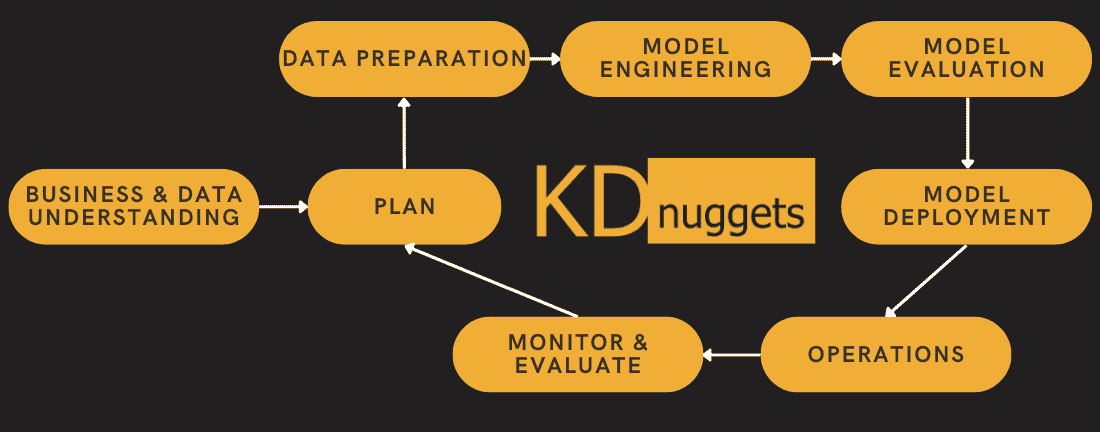 DATA PREPARATION
MODEL
ENGINEERING
MODEL
EVALUATION
BUSINESS & DATA
UNDERSTANDING
PLAN
KDnuggets
MODEL
DEPLOYMENT
MONITOR &
EVALUATE
OPERATIONS